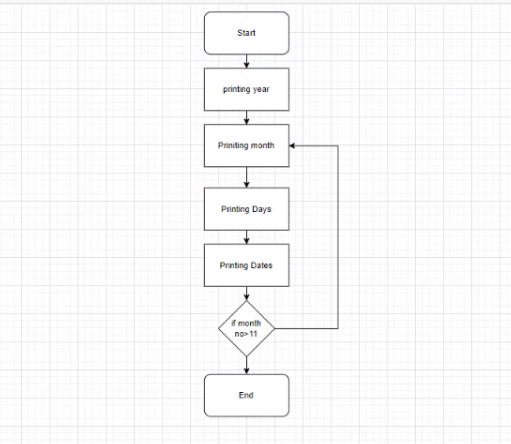 Start
printing year
Priniting month
Printing Days
Printing Dates
if month
no>11
End